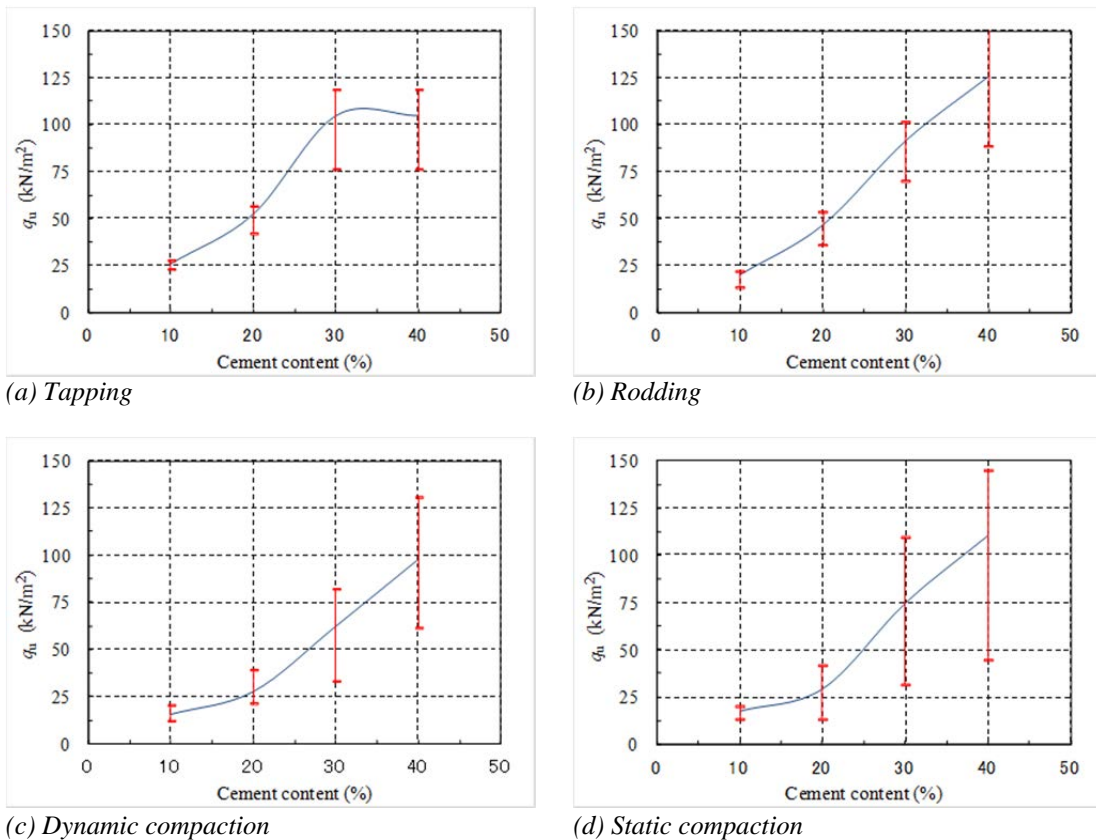 150
125
100
75
50
25
0
qu (kN/m²)
0 10 20 30 40 50
Cement content (%)
(a) Tapping
150
125
100
75
50
25
0
qu (kN/m²)
0 10 20 30 40 50
Cement content (%)
(b) Rodding
150
125
100
75
50
25
0
qu (kN/m²)
0 10 20 30 40 50
Cement content (%)
(c) Dynamic compaction
150
125
100
75
50
25
0
qu (kN/m²)
0 10 20 30 40 50
Cement content (%)
(d) Static compaction